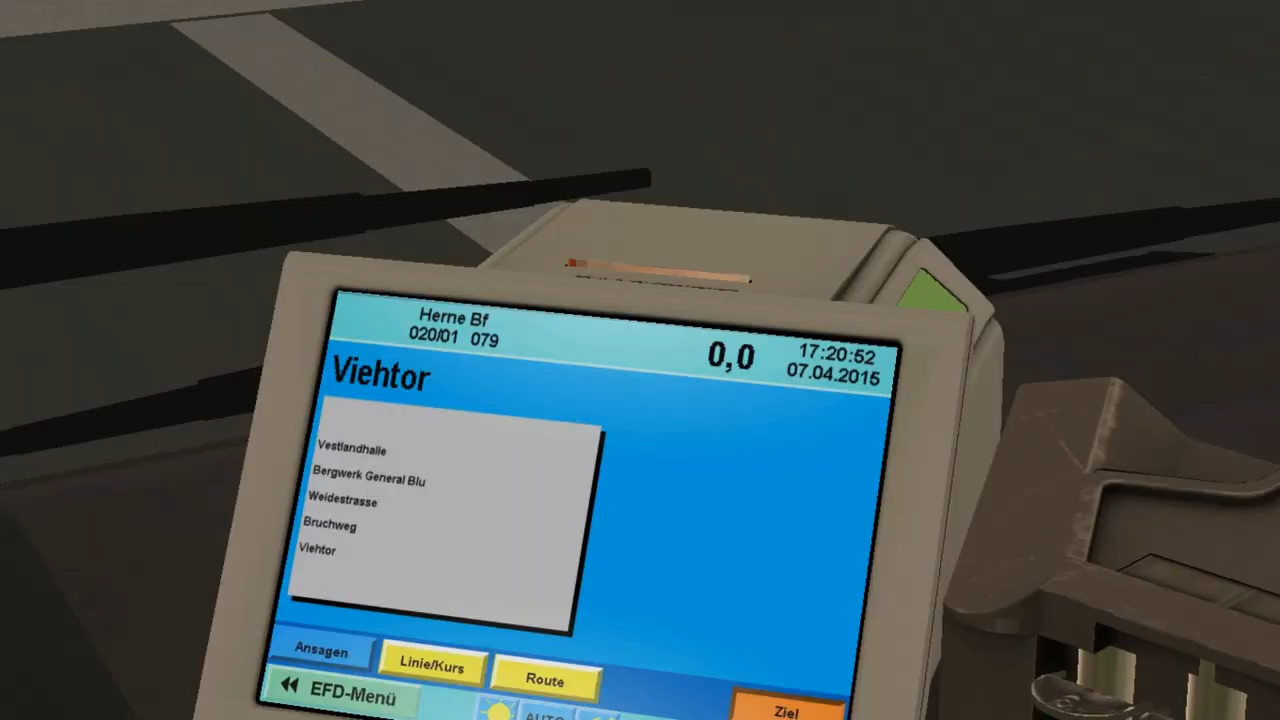 Herne Bf
020/01 079
0,0
17:20:52
07.04.2015
Viehtor
Vestlandhalle
Bergwerk General Blu
Weidestrasse
Bruchweg
Viehtor
Ansagen
Linie/Kurs
Route
Ziel
EFD-Menü
AUTO